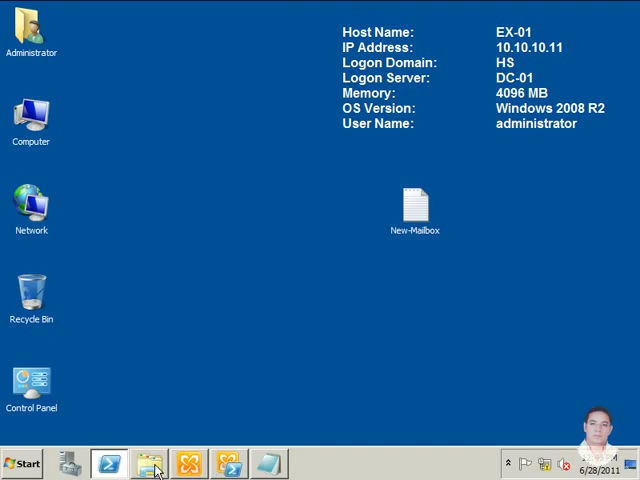 Host Name: EX-01
IP Address: 10.10.10.11
Logon Domain: HS
Logon Server: DC-01
Memory: 4096 MB
OS Version: Windows 2008 R2
User Name: administrator
Administrator
Computer
Network
New-Mailbox
Recycle Bin
Control Panel
Start
6/28/2011